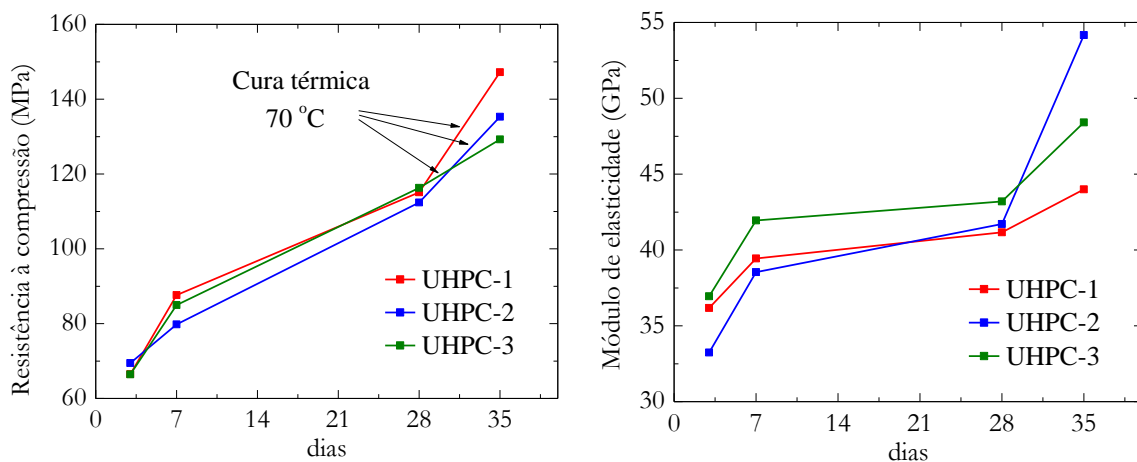 160
140
120
100
80
60
0
7
14
21
28
35
dias
Resistência à compressão (MPa)
Cura térmica
70 °C
UHPC-1
UHPC-2
UHPC-3
55
50
45
40
35
30
0
7
14
21
28
35
dias
Módulo de elasticidade (GPa)
UHPC-1
UHPC-2
UHPC-3